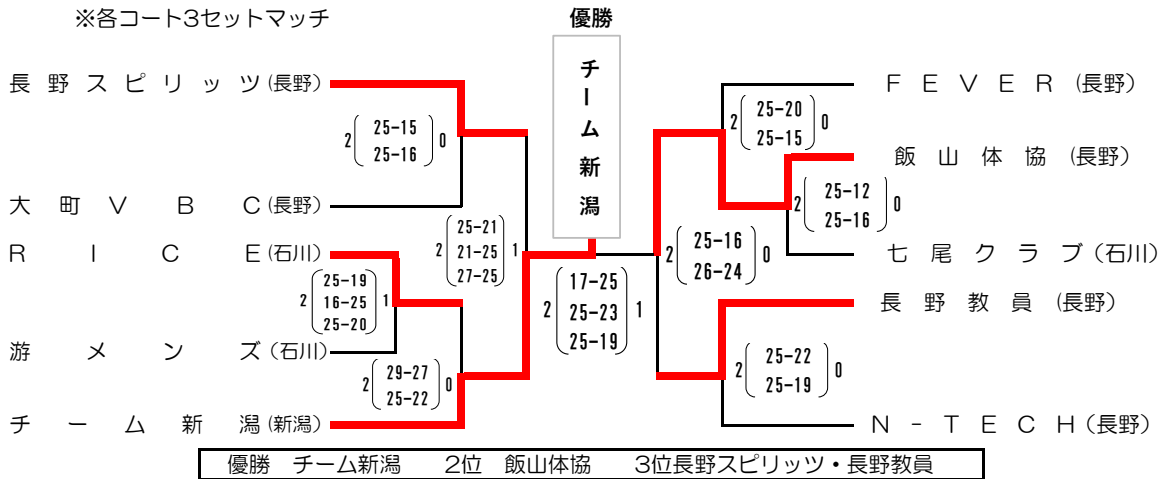 ※各コート3セットマッチ
優勝
チーム新潟
長野スピリッツ(長野)
2 25-15 0
25-16
大町VBC(長野)
RICE(石川)
25-19
2 16-25 1
25-20
游メンズ(石川)
2 29-27 0
25-22
チーム新潟(新潟)
25-21
2 21-25 1
27-25
17-25
2 25-23 1
25-19
FEVER(長野)
2 25-20 0
25-15
飯山体協(長野)
2 25-12 0
25-16
七尾クラブ(石川)
2 25-16 0
26-24
長野教員(長野)
2 25-22 0
25-19
N-TECH(長野)
優勝 チーム新潟 2位 飯山体協 3位長野スピリッツ・長野教員